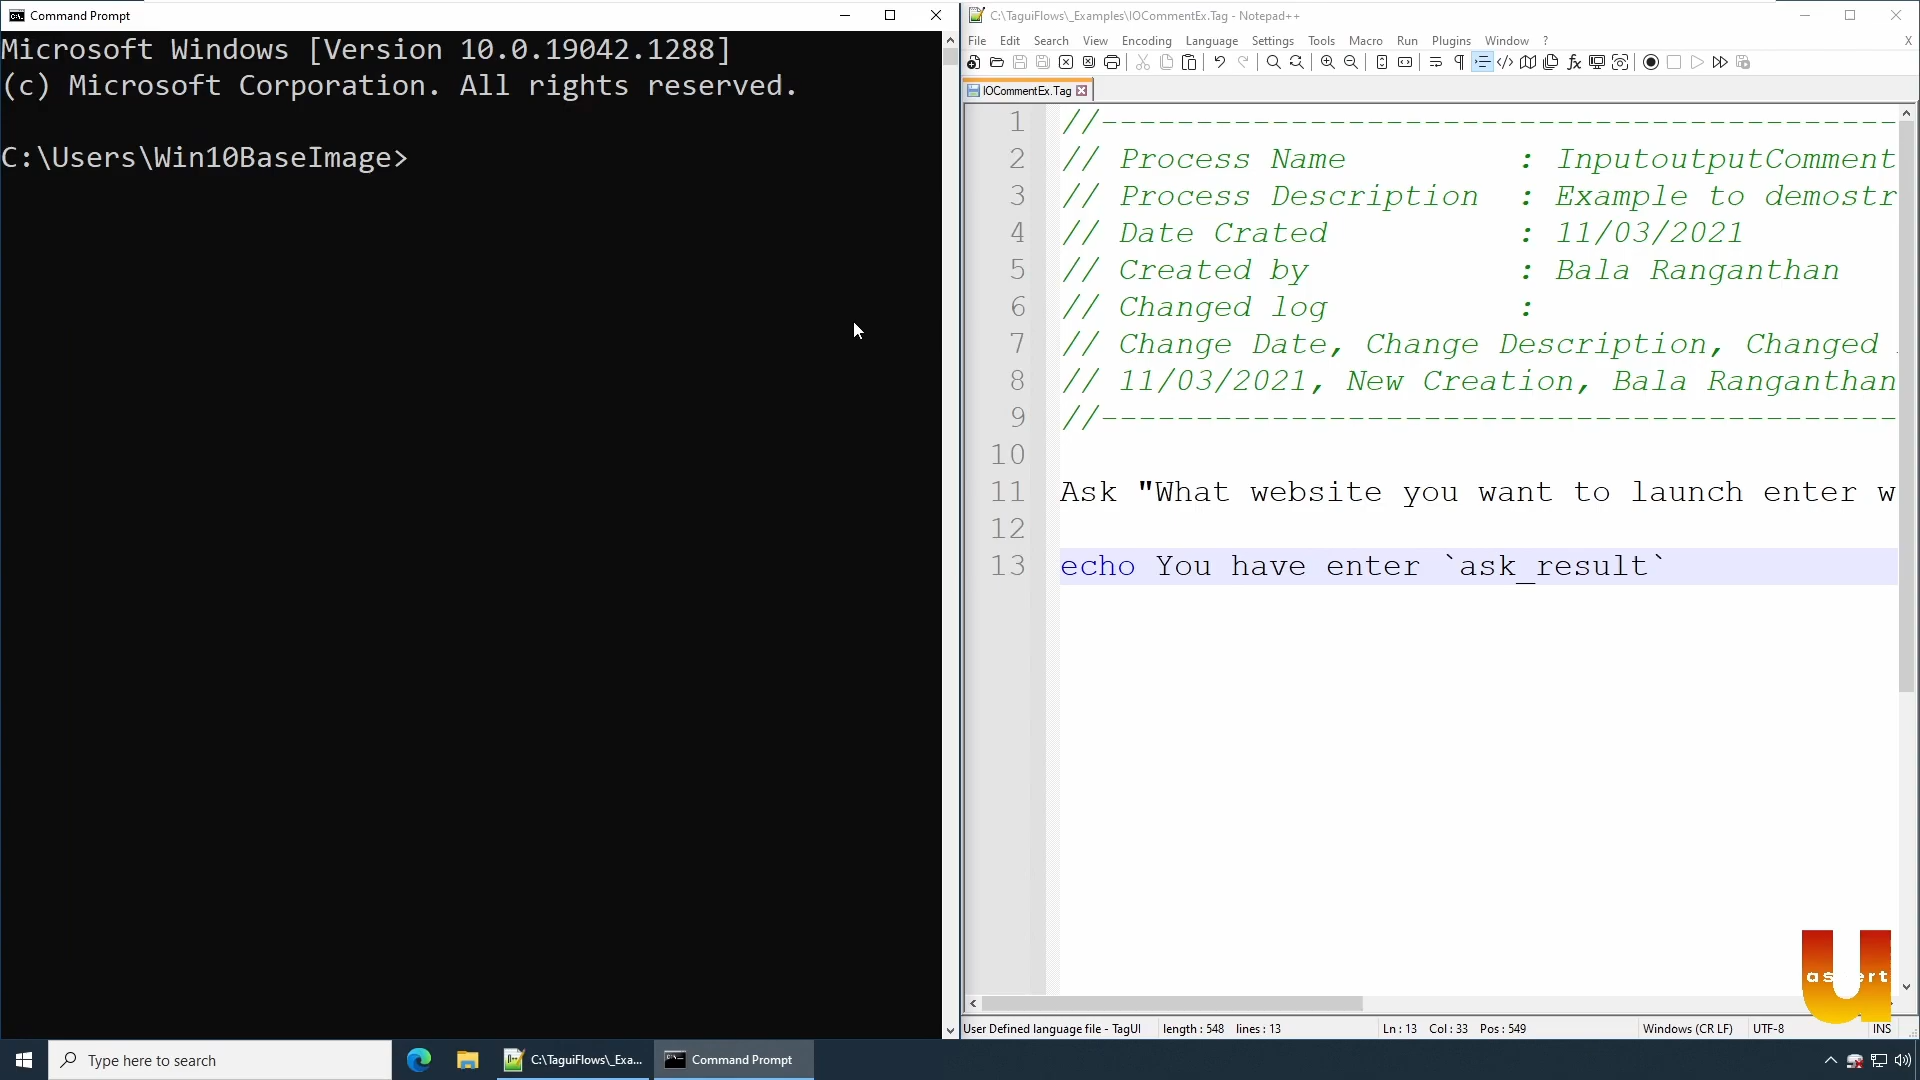 Command Prompt
Microsoft Windows [Version 10.0.19042.1288]
(c) Microsoft Corporation. All rights reserved.
C:\Users\Win10BaseImage>
C:\TaguiFlows\_Examples\IOCommentEx.Tag - Notepad++
File Edit Search View Encoding Language Settings Tools Macro Run Plugins Window ? X
IOCommentEx.Tag
1 //------------------------------------------
2 // Process Name : InputoutputComment
3 // Process Description : Example to demostr
4 // Date Crated : 11/03/2021
5 // Created by : Bala Ranganthan
6 // Changed log :
7 // Change Date, Change Description, Changed
8 // 11/03/2021, New Creation, Bala Ranganthan
9 //------------------------------------------
10
11 Ask "What website you want to launch enter w
12
13 echo You have enter `ask_result`
User Defined language file - TagUI length : 548 lines : 13 Ln : 13 Col : 33 Pos : 549 Windows (CR LF) UTF-8 INS
Type here to search
C:\TaguiFlows\_Exa...
Command Prompt